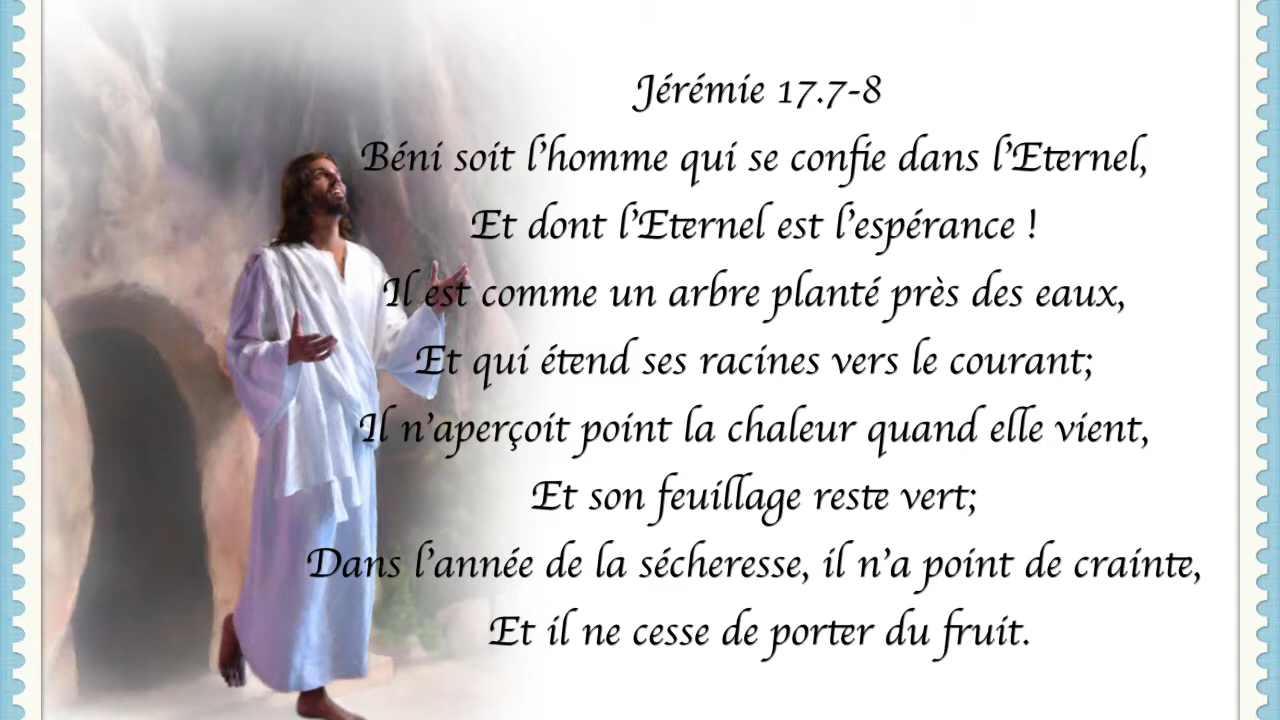 Jérémie 17.7-8
Béni soit l'homme qui se confie dans l'Eternel,
Et dont l'Eternel est l'espérance !
Il est comme un arbre planté près des eaux,
Et qui étend ses racines vers le courant;
Il n'aperçoit point la chaleur quand elle vient,
Et son feuillage reste vert;
Dans l'année de la sécheresse, il n'a point de crainte,
Et il ne cesse de porter du fruit.